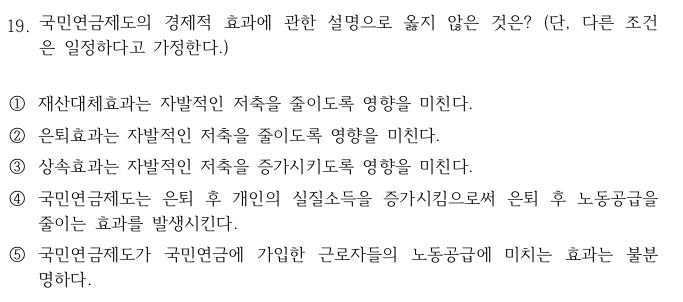 19. 국민연금제도의 경제적 효과에 관한 설명으로 옳지 않은 것은? (단, 다른 조건
은 일정하다고 가정한다.)
① 재산대체효과는 자발적인 저축을 줄이도록 영향을 미친다.
② 은퇴효과는 자발적인 저축을 줄이도록 영향을 미친다.
③ 상속효과는 자발적인 저축을 증가시키도록 영향을 미친다.
④ 국민연금제도는 은퇴 후 개인의 실질소득을 증가시킴으로써 은퇴 후 노동공급을
줄이는 효과를 발생시킨다.
⑤ 국민연금제도가 국민연금에 가입한 근로자들의 노동공급에 미치는 효과는 불분
명하다.